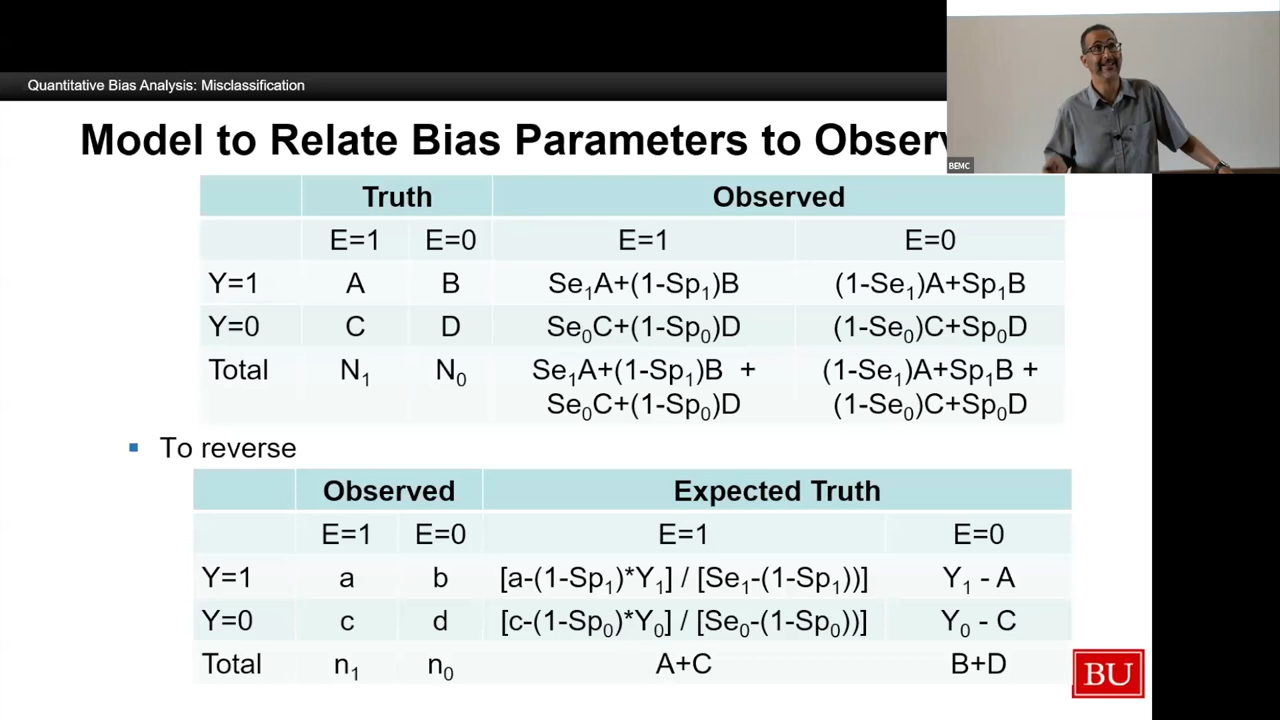 Quantitative Bias Analysis: Misclassification
Model to Relate Bias Parameters to Observ
BEMC
Truth Observed
E=1 E=0 E=1 E=0
Y=1 A B Se₁A+(1-Sp₁)B (1-Se₁)A+Sp₁B
Y=0 C D Se₀C+(1-Sp₀)D (1-Se₀)C+Sp₀D
Total N₁ N₀ Se₁A+(1-Sp₁)B + (1-Se₁)A+Sp₁B +
Se₀C+(1-Sp₀)D (1-Se₀)C+Sp₀D
▪ To reverse
Observed Expected Truth
E=1 E=0 E=1 E=0
Y=1 a b [a-(1-Sp₁)*Y₁] / [Se₁-(1-Sp₁))] Y₁ - A
Y=0 c d [c-(1-Sp₀)*Y₀] / [Se₀-(1-Sp₀))] Y₀ - C
Total n₁ n₀ A+C B+D
BU